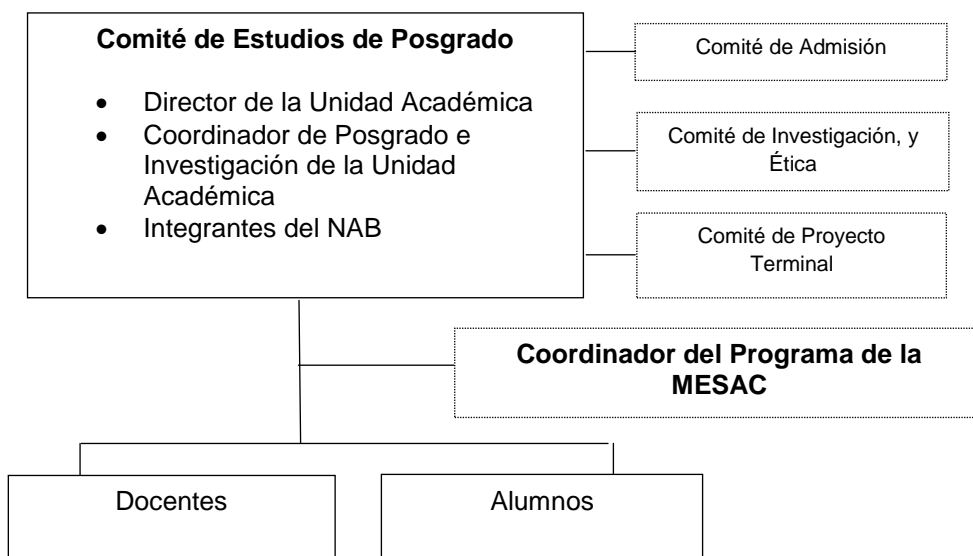 Comité de Estudios de Posgrado
• Director de la Unidad Académica
• Coordinador de Posgrado e
Investigación de la Unidad
Académica
• Integrantes del NAB
Comité de Admisión
Comité de Investigación, y
Ética
Comité de Proyecto
Terminal
Coordinador del Programa de la
MESAC
Docentes
Alumnos